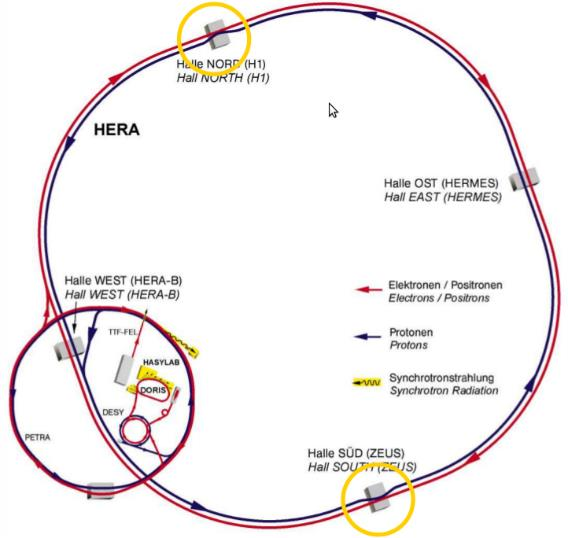 Halle NORD (H1)
Hall NORTH (H1)
HERA
Halle OST (HERMES)
Hall EAST (HERMES)
Halle WEST (HERA-B)
Hall WEST (HERA-B)
Elektronen / Positronen
Electrons / Positrons
Protonen
Protons
Synchrotronstrahlung
Synchrotron Radiation
TTF-FEL
HASYLAB
DORIS
DESY
PETRA
Halle SÜD (ZEUS)
Hall SOUTH (ZEUS)